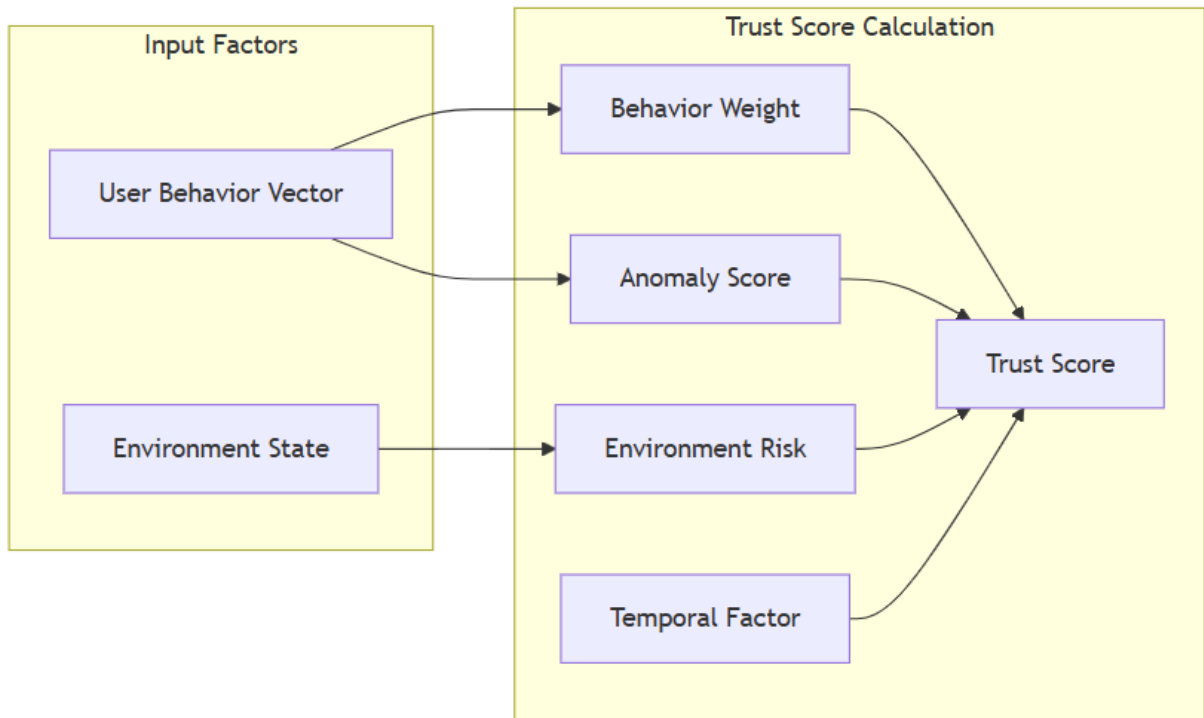 Input Factors
User Behavior Vector
Environment State
Trust Score Calculation
Behavior Weight
Anomaly Score
Environment Risk
Temporal Factor
Trust Score